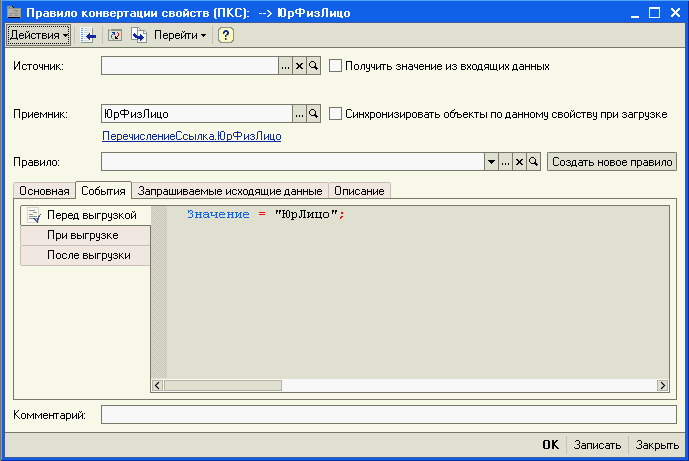 Правило конвертации свойств (ПКС): --> ЮрФизЛицо
Действия Перейти ?
Источник: ... Получить значение из входящих данных
Приемник: ЮрФизЛицо ... Синхронизировать объекты по данному свойству при загрузке
ПеречислениеСсылка.ЮрФизЛицо
Правило: ... Создать новое правило
Основная События Запрашиваемые исходящие данные Описание
Перед выгрузкой Значение = "ЮрЛицо";
При выгрузке
После выгрузки
Комментарий:
OK Записать Закрыть